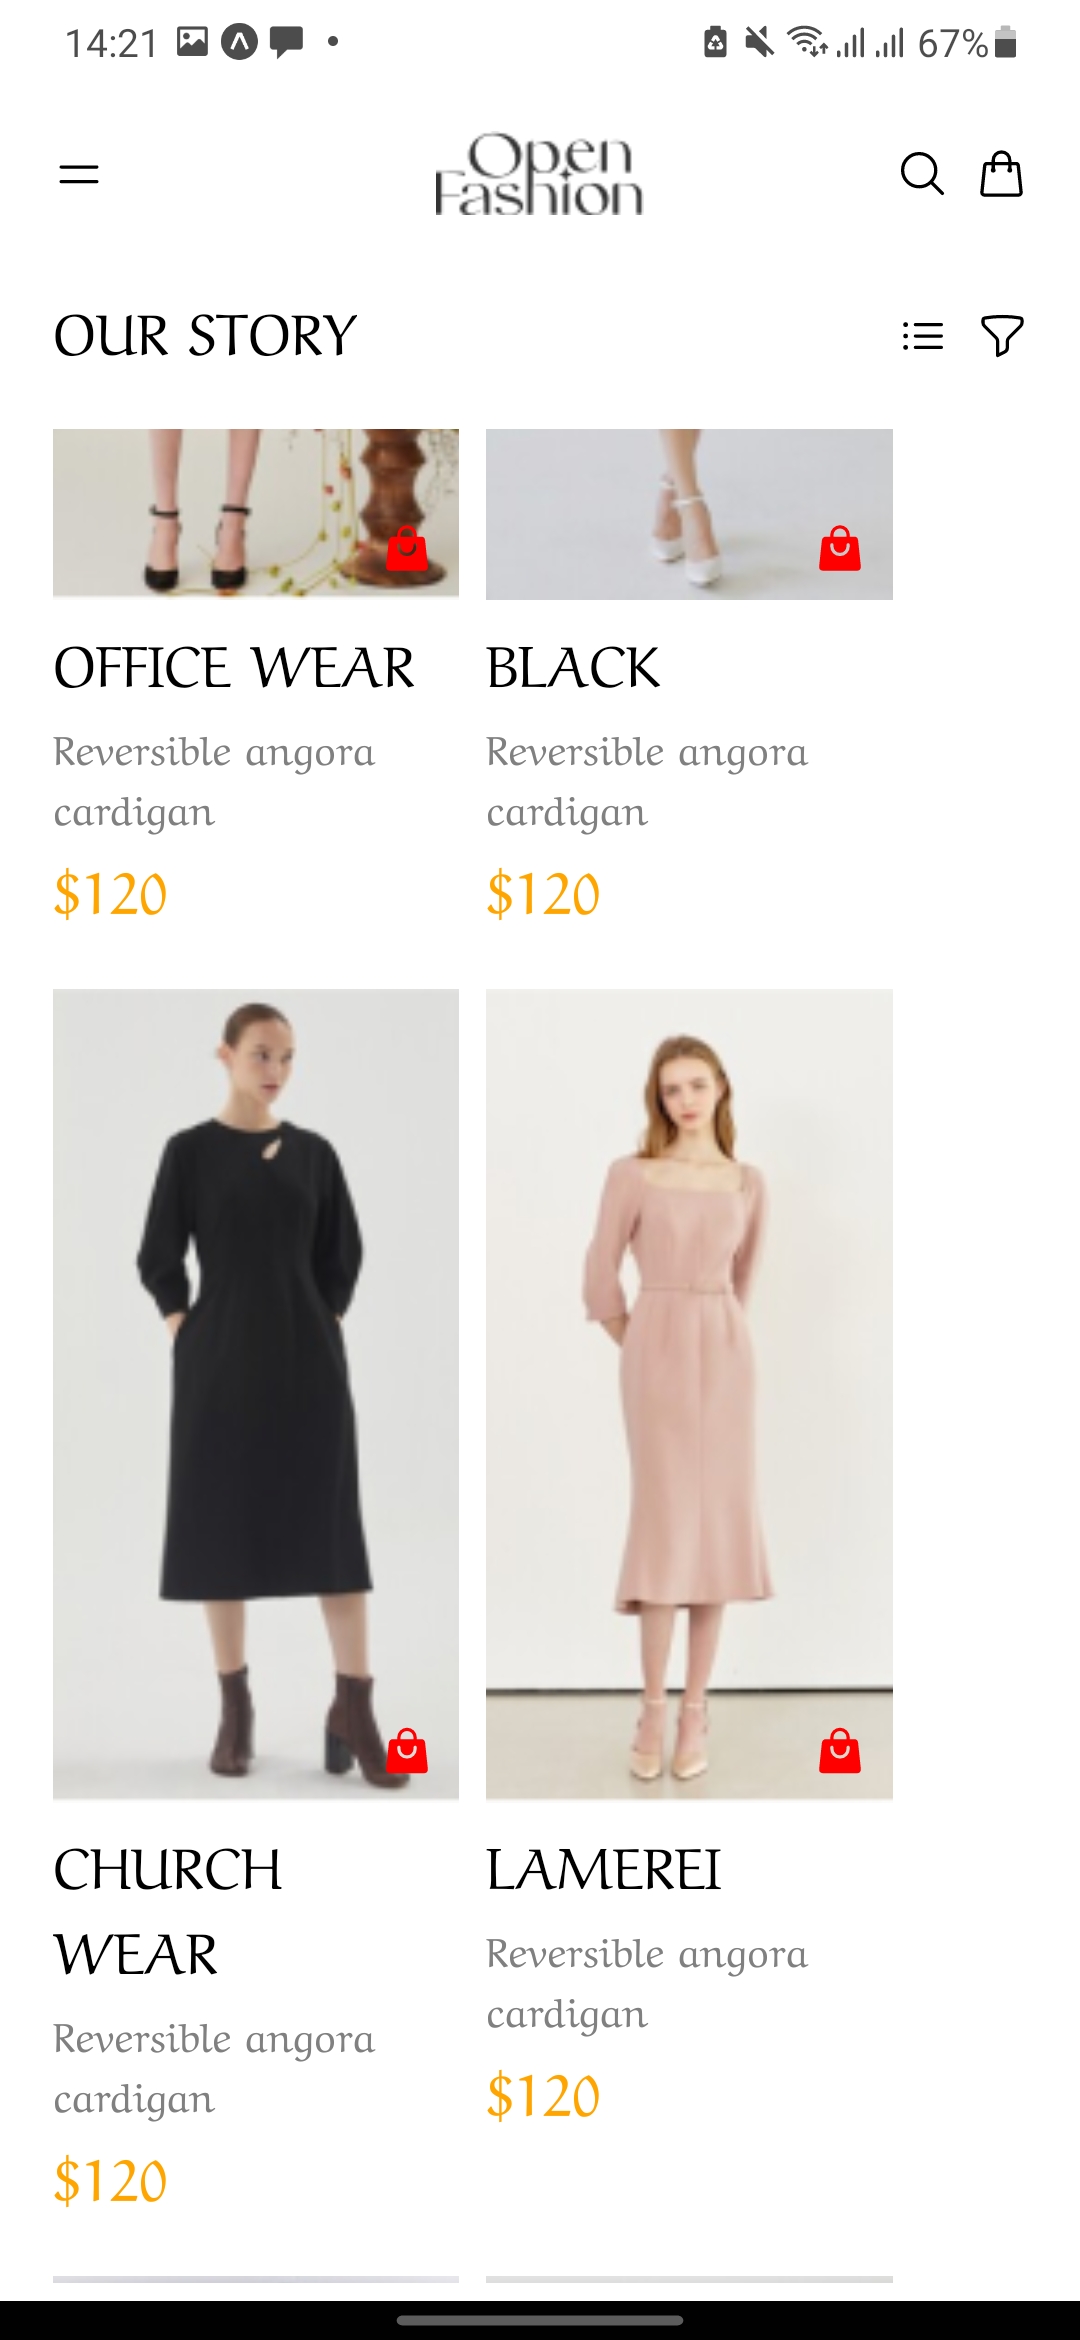 14:21
67%
Open
Fashion
OUR STORY
OFFICE WEAR
Reversible angora
cardigan
$120
BLACK
Reversible angora
cardigan
$120
CHURCH
WEAR
Reversible angora
cardigan
$120
LAMEREI
Reversible angora
cardigan
$120